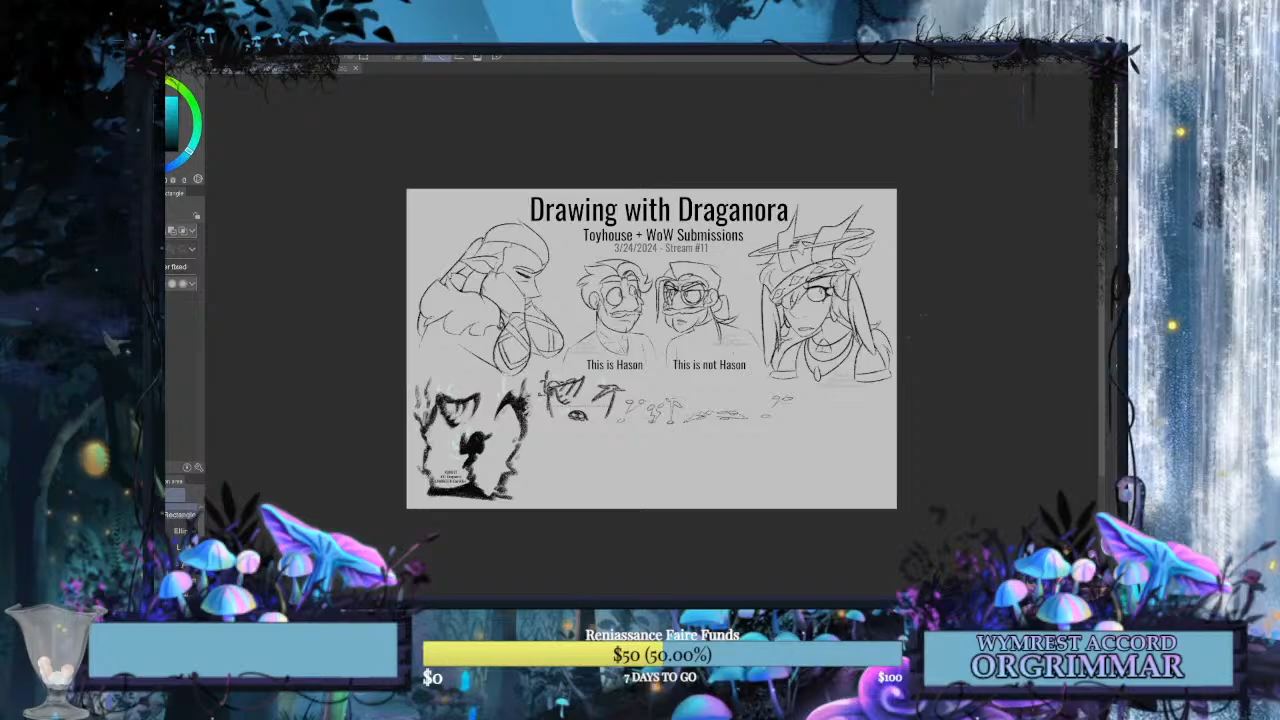 Drawing with Draganora
Toyhouse + WoW Submissions
3/24/2024 - Stream #11
This is Hason
This is not Hason
Rectangle
Reniassance Faire Funds
$50 (50.00%)
$0
7 DAYS TO GO
$100
WYMREST ACCORD
ORGRIMMAR